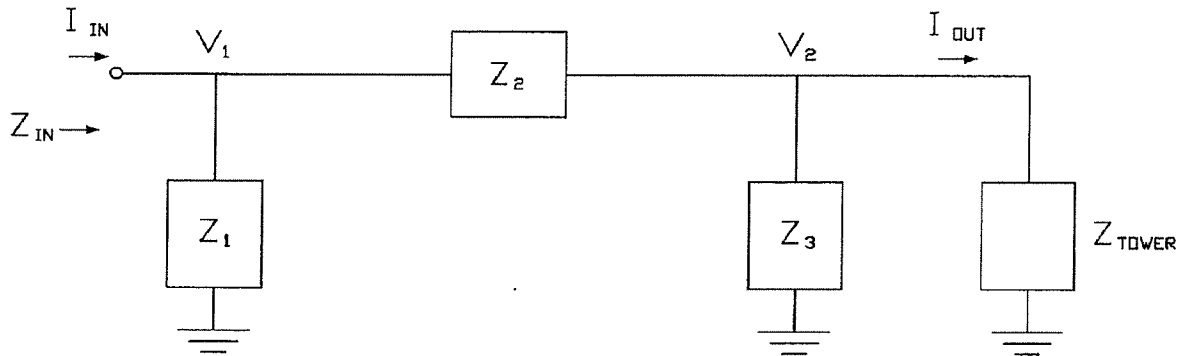 I IN
V1
Z2
V2
I OUT
Z IN
Z1
Z3
Z TOWER